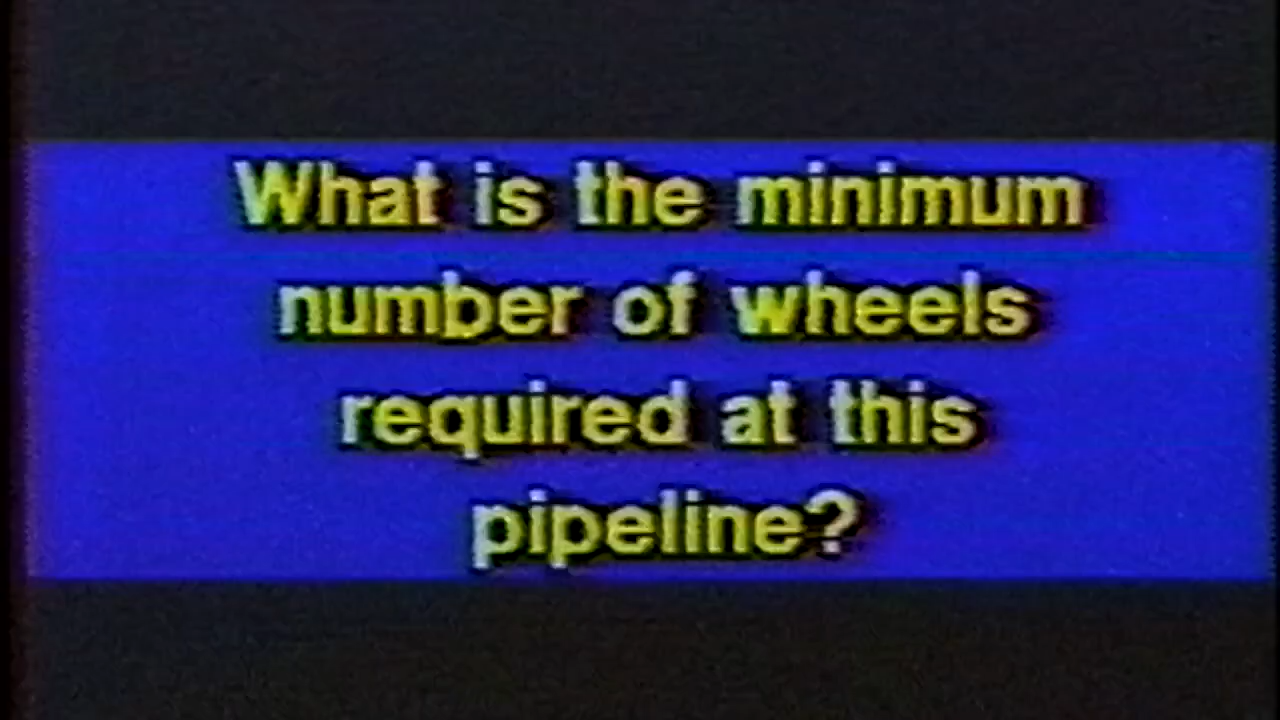 What is the minimum
number of wheels
required at this
pipeline?